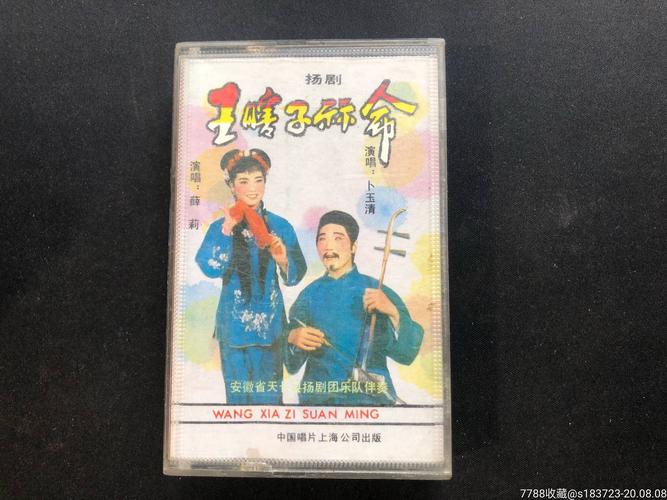 扬剧
王瞎子祘命
演唱：薛莉
演唱：卜玉清
安徽省天长县扬剧团乐队伴奏
WANG XIA ZI SUAN MING
中国唱片上海公司出版
7788收藏@s183723-20.08.08